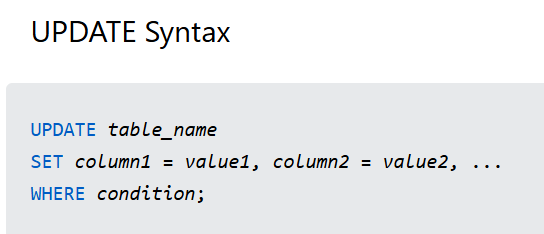 UPDATE Syntax
UPDATE table_name
SET column1 = value1, column2 = value2, ...
WHERE condition;